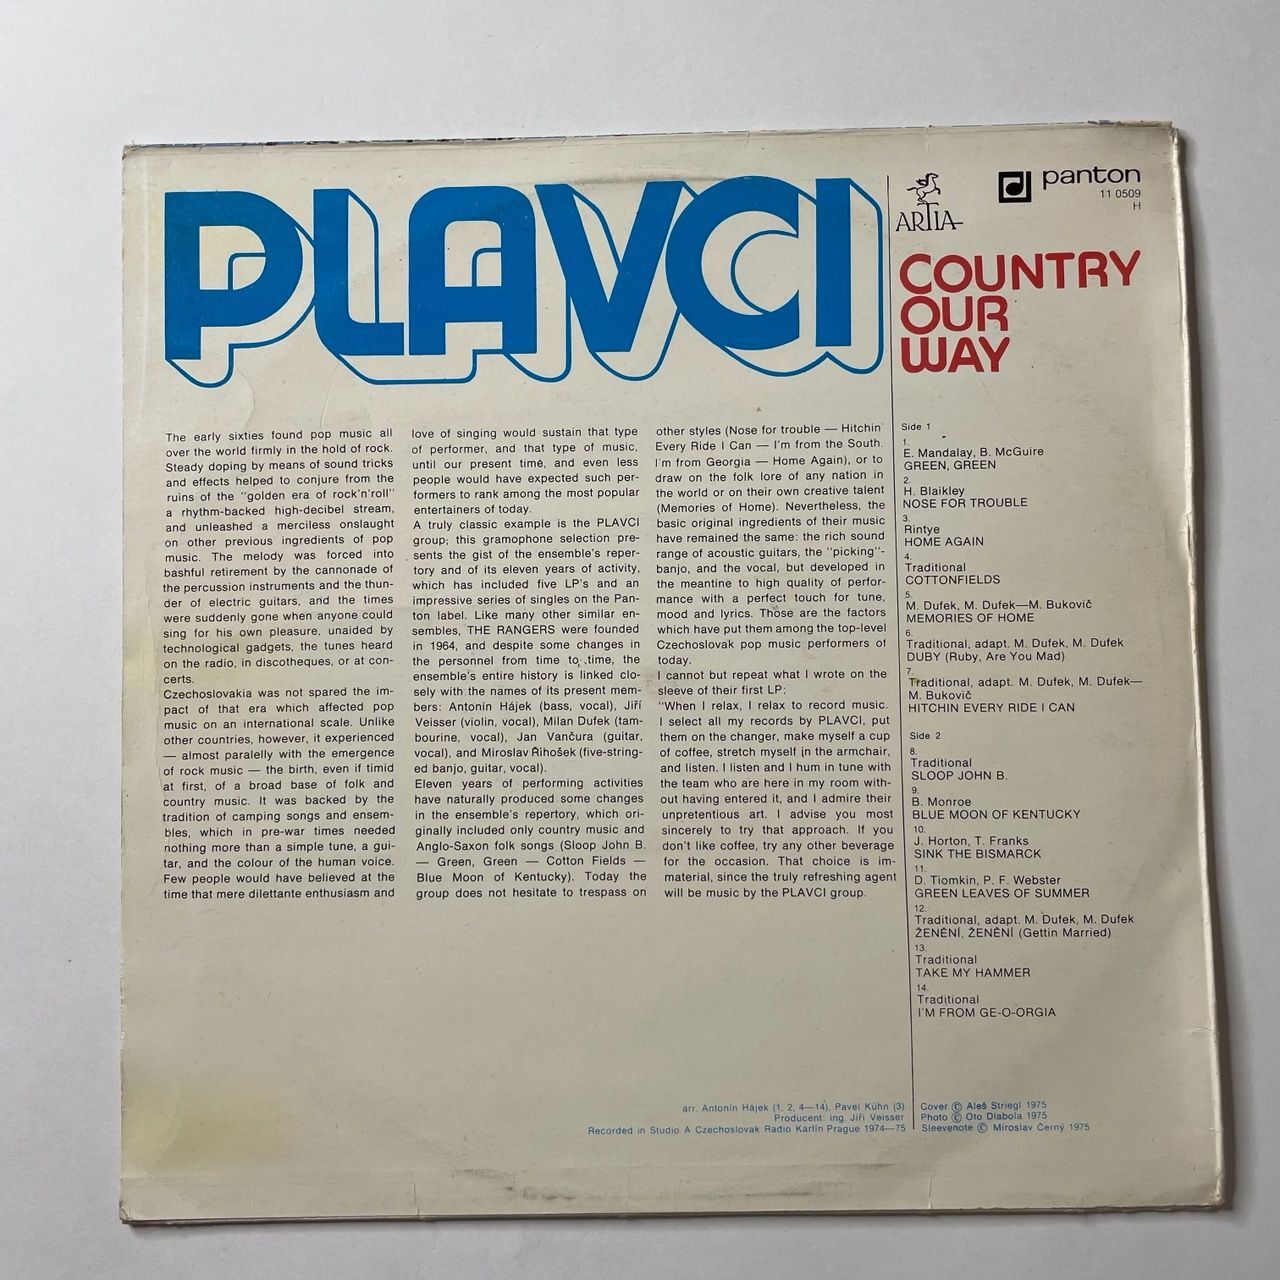 PLAVCI
ARTIA
panton
11 0509
H
COUNTRY
OUR
WAY
The early sixties found pop music all
over the world firmly in the hold of rock.
Steady doping by means of sound tricks
and effects helped to conjure from the
ruins of the "golden era of rock'n'roll"
a rhythm-backed high-decibel stream,
and unleashed a merciless onslaught
on other previous ingredients of pop
music. The melody was forced into
bashful retirement by the cannonade of
the percussion instruments and the thun-
der of electric guitars, and the times
were suddenly gone when anyone could
sing for his own pleasure, unaided by
technological gadgets, the tunes heard
on the radio, in discotheques, or at con-
certs.
Czechoslovakia was not spared the im-
pact of that era which affected pop
music on an international scale. Unlike
other countries, however, it experienced
— almost paralelly with the emergence
of rock music — the birth, even if timid
at first, of a broad base of folk and
country music. It was backed by the
tradition of camping songs and ensem-
bles, which in pre-war times needed
nothing more than a simple tune, a gui-
tar, and the colour of the human voice.
Few people would have believed at the
time that mere dilettante enthusiasm and
love of singing would sustain that type
of performer, and that type of music,
until our present time, and even less
people would have expected such per-
formers to rank among the most popular
entertainers of today.
A truly classic example is the PLAVCI
group; this gramophone selection pre-
sents the gist of the ensemble's reper-
tory and of its eleven years of activity,
which has included five LP's and an
impressive series of singles on the Pan-
ton label. Like many other similar en-
sembles, THE RANGERS were founded
in 1964, and despite some changes in
the personnel from time to time, the
ensemble's entire history is linked clo-
sely with the names of its present mem-
bers: Antonín Hájek (bass, vocal), Jiří
Veisser (violin, vocal), Milan Dufek (tam-
bourine, vocal), Jan Vančura (guitar,
vocal), and Miroslav Řihošek (five-string-
ed banjo, guitar, vocal).
Eleven years of performing activities
have naturally produced some changes
in the ensemble's repertory, which ori-
ginally included only country music and
Anglo-Saxon folk songs (Sloop John B.
— Green, Green — Cotton Fields —
Blue Moon of Kentucky). Today the
group does not hesitate to trespass on
other styles (Nose for trouble — Hitchin'
Every Ride I Can — I'm from the South.
I'm from Georgia — Home Again), or to
draw on the folk lore of any nation in
the world or on their own creative talent
(Memories of Home). Nevertheless, the
basic original ingredients of their music
have remained the same: the rich sound
range of acoustic guitars, the "picking"-
banjo, and the vocal, but developed in
the meantine to high quality of perfor-
mance with a perfect touch for tune,
mood and lyrics. Those are the factors
which have put them among the top-level
Czechoslovak pop music performers of
today.
I cannot but repeat what I wrote on the
sleeve of their first LP:
"When I relax, I relax to record music.
I select all my records by PLAVCI, put
them on the changer, make myself a cup
of coffee, stretch myself in the armchair,
and listen. I listen and I hum in tune with
the team who are here in my room with-
out having entered it, and I admire their
unpretentious art. I advise you most
sincerely to try that approach. If you
don't like coffee, try any other beverage
for the occasion. That choice is im-
material, since the truly refreshing agent
will be music by the PLAVCI group.
Side 1
1.
E. Mandalay, B. McGuire
GREEN, GREEN
2.
H. Blaikley
NOSE FOR TROUBLE
3.
Rintye
HOME AGAIN
4.
Traditional
COTTONFIELDS
5.
M. Dufek, M. Dufek—M. Bukovič
MEMORIES OF HOME
6.
Traditional, adapt. M. Dufek, M. Dufek
DUBY (Ruby, Are You Mad)
7.
Traditional, adapt. M. Dufek, M. Dufek—
M. Bukovič
HITCHIN EVERY RIDE I CAN
Side 2
8.
Traditional
SLOOP JOHN B.
9.
B. Monroe
BLUE MOON OF KENTUCKY
10.
J. Horton, T. Franks
SINK THE BISMARCK
11.
D. Tiomkin, P. F. Webster
GREEN LEAVES OF SUMMER
12.
Traditional, adapt. M. Dufek, M. Dufek
ŽENĚNÍ, ŽENĚNÍ (Gettin Married)
13.
Traditional
TAKE MY HAMMER
14.
Traditional
I'M FROM GE-O-ORGIA
arr. Antonín Hájek (1, 2, 4—14), Pavel Kühn (3)
Producent: ing. Jiří Veisser
Recorded in Studio A Czechoslovak Radio Karlín Prague 1974—75
Cover © Aleš Striegl 1975
Photo © Oto Dlabola 1975
Sleevenote © Miroslav Černý 1975